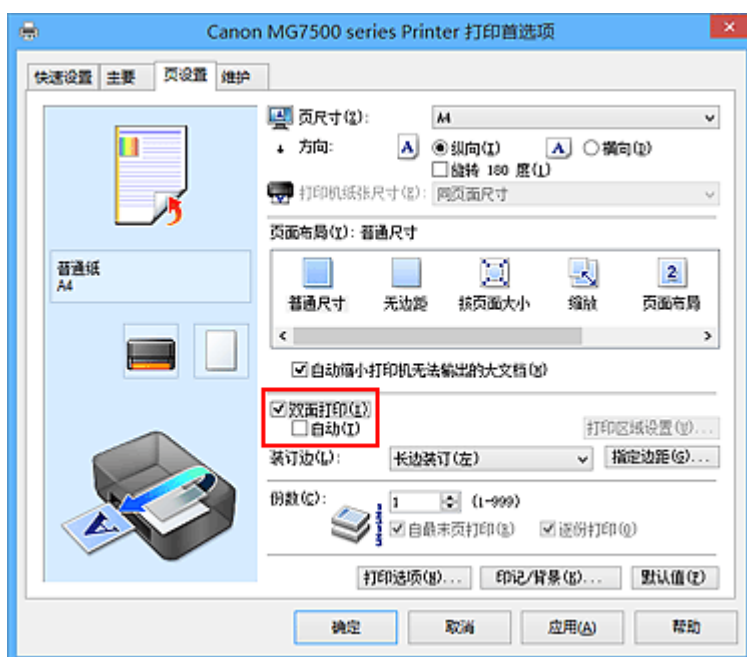 Canon MG7500 series Printer 打印首选项
快速设置 主要 页设置 维护
页尺寸(Z): A4
方向: A 纵向(T) A 横向(D)
旋转 180 度(L)
打印机纸张尺寸(E): 同页面尺寸
页面布局(Y): 普通尺寸
普通纸
A4
2
普通尺寸 无边距 按页面大小 缩放 页面布局
自动缩小打印机无法输出的大文档(X)
双面打印(X)
自动(I)
打印区域设置(U)...
装订边(L): 长边装订(左) 指定边距(G)...
份数(C): 1 (1-999)
自最末页打印(S) 逐份打印(O)
打印选项(N)... 印记/背景(K)... 默认值(F)
确定 取消 应用(A) 帮助